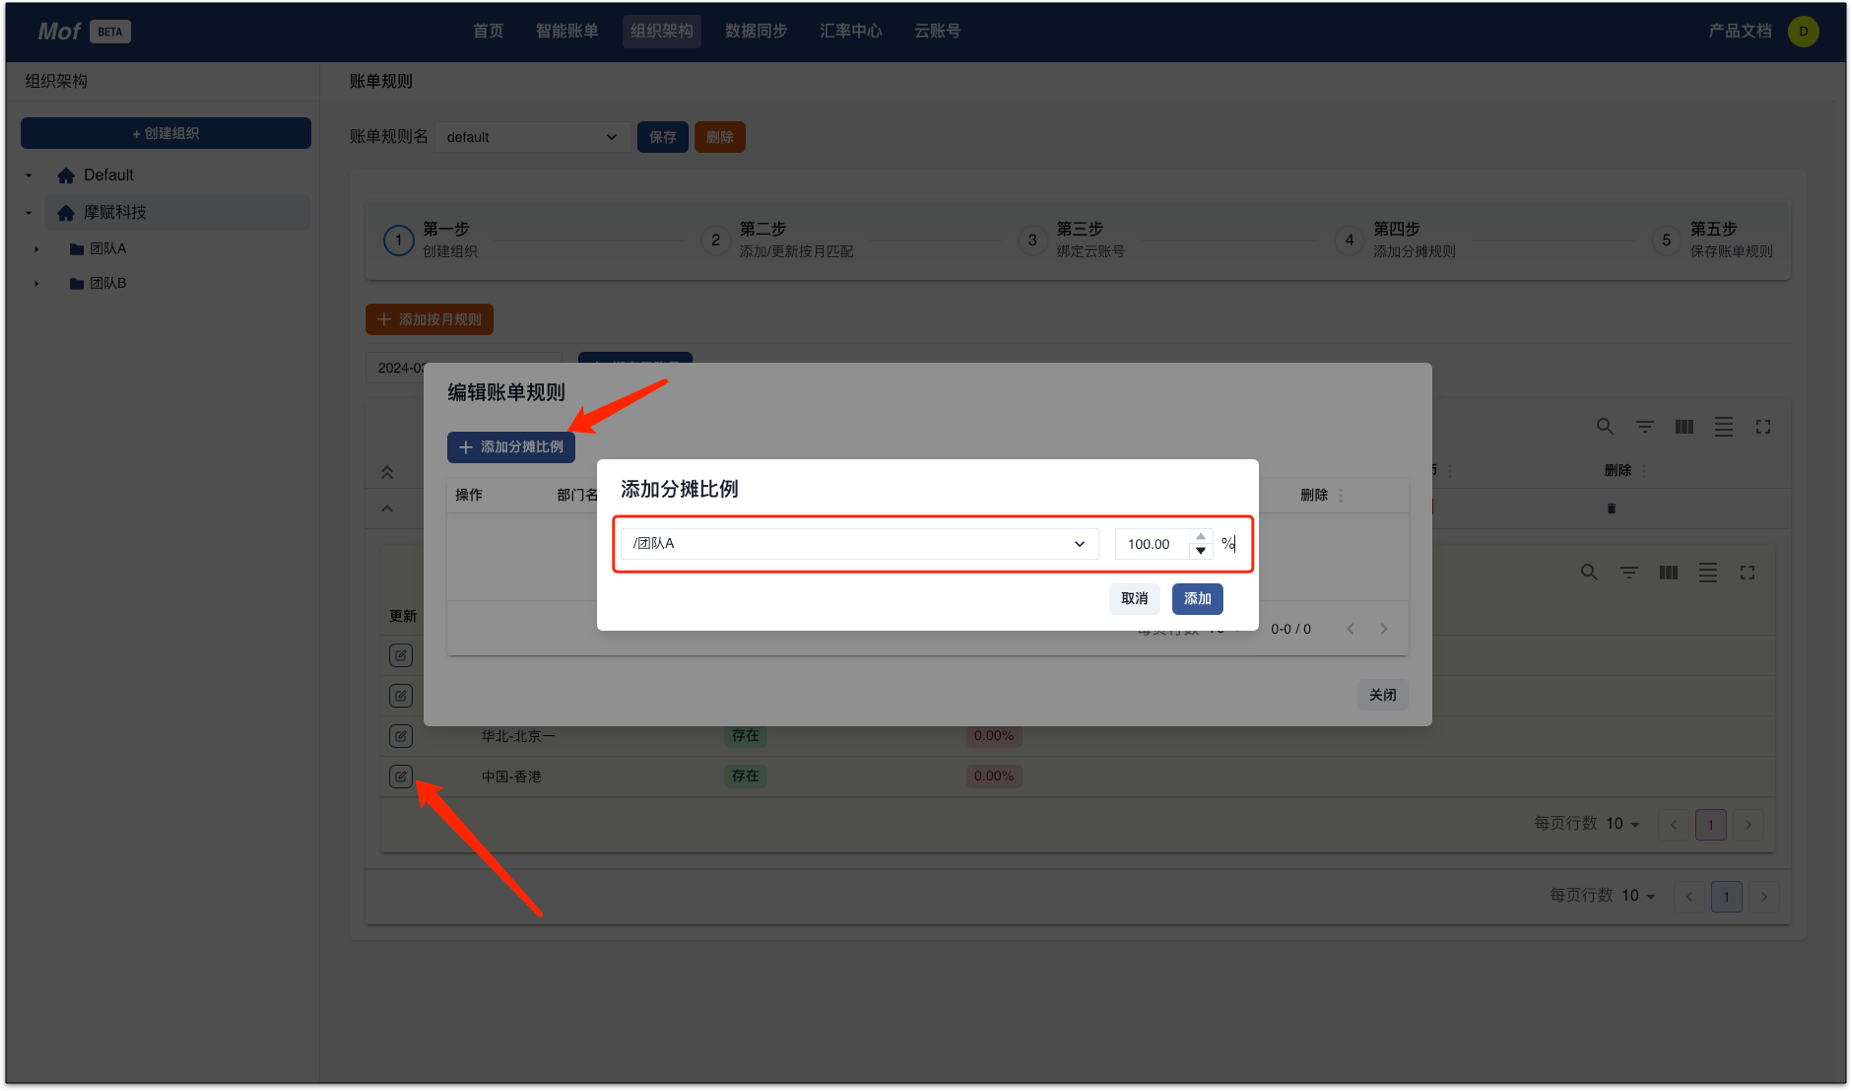 Mof BETA
首页 智能账单 组织架构 数据同步 汇率中心 云账号
产品文档 D
组织架构
账单规则
+ 创建组织
账单规则名 default 保存 删除
Default
摩赋科技
团队A
团队B
1 第一步 创建组织
2 第二步 添加/更新按月匹配
3 第三步 绑定云账号
4 第四步 添加分摊规则
5 第五步 保存账单规则
+ 添加按月规则
2024-03
编辑账单规则
+ 添加分摊比例
删除
操作 部门名 删除
添加分摊比例
/团队A 100.00 %
取消 添加
更新
每页行数 10 0-0 / 0
关闭
华北-北京一 存在 0.00%
中国-香港 存在 0.00%
每页行数 10 1
每页行数 10 1